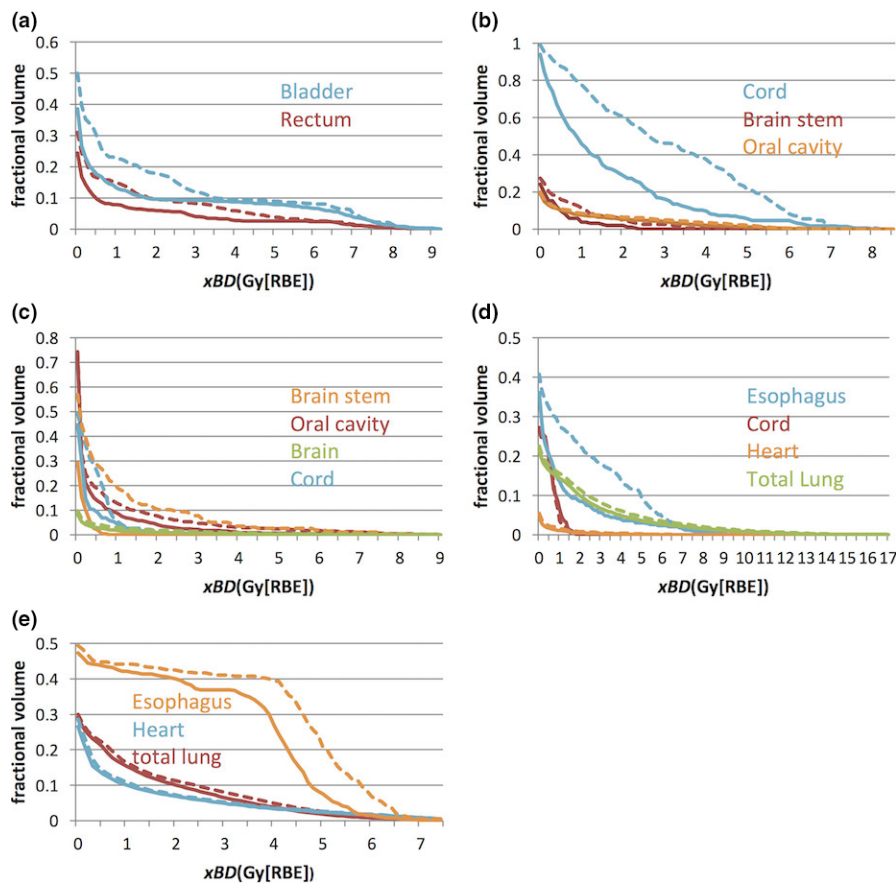 (a)
0.6
0.5
0.4
0.3
0.2
0.1
0
fractional volume
Bladder
Rectum
0 1 2 3 4 5 6 7 8 9
xBD(Gy[RBE])
(b)
1
0.8
0.6
0.4
0.2
0
fractional volume
Cord
Brain stem
Oral cavity
0 1 2 3 4 5 6 7 8
xBD(Gy[RBE])
(c)
0.8
0.7
0.6
0.5
0.4
0.3
0.2
0.1
0
fractional volume
Brain stem
Oral cavity
Brain
Cord
0 1 2 3 4 5 6 7 8 9
xBD(Gy[RBE])
(d)
0.5
0.4
0.3
0.2
0.1
0
fractional volume
Esophagus
Cord
Heart
Total Lung
0 1 2 3 4 5 6 7 8 9 10 11 12 13 14 15 16 17
xBD(Gy[RBE])
(e)
0.5
0.4
0.3
0.2
0.1
0
fractional volume
Esophagus
Heart
total lung
0 1 2 3 4 5 6 7
xBD(Gy[RBE])